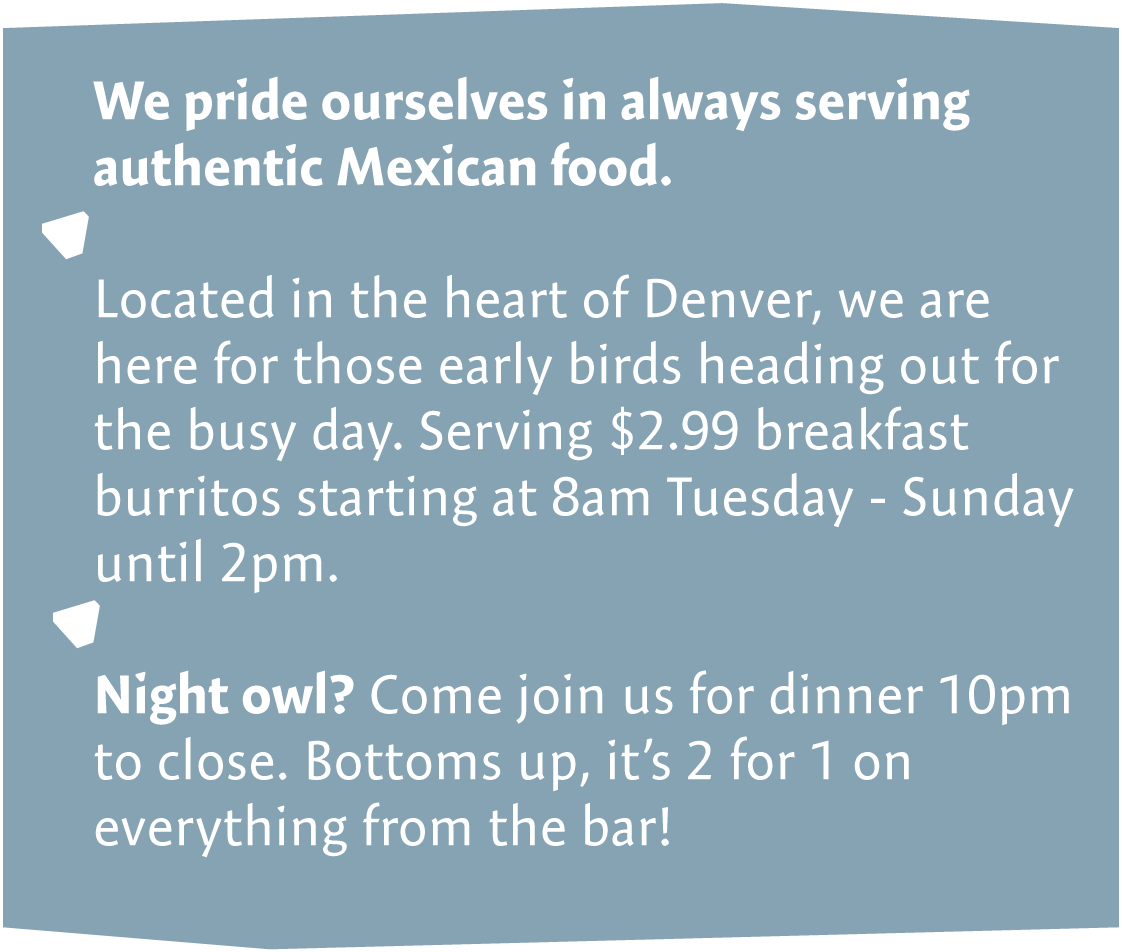 We pride ourselves in always serving
authentic Mexican food.
Located in the heart of Denver, we are
here for those early birds heading out for
the busy day. Serving $2.99 breakfast
burritos starting at 8am Tuesday - Sunday
until 2pm.
Night owl? Come join us for dinner 10pm
to close. Bottoms up, it’s 2 for 1 on
everything from the bar!